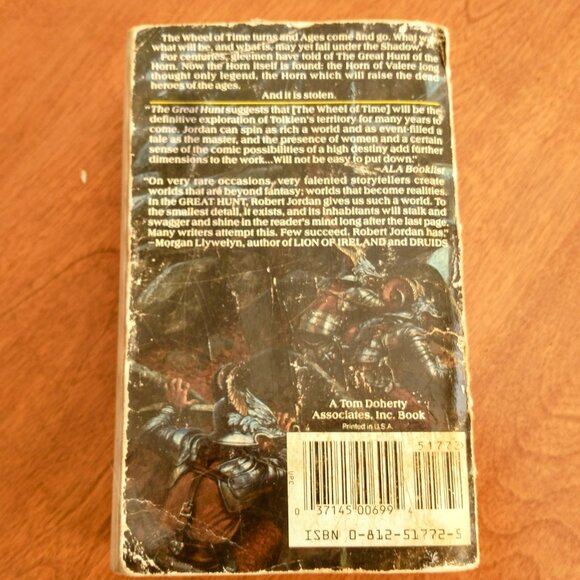 The Wheel of Time turns and Ages come and go. What was,
what will be, and what is, may yet fall under the Shadow.
For centuries, gleemen have told of The Great Hunt of the
Horn. Now the Horn itself is found: the Horn of Valere long
thought only legend, the Horn which will raise the dead
heroes of the ages.
And it is stolen.
"The Great Hunt suggests that [The Wheel of Time] will be the
definitive exploration of Tolkien's territory for many years to
come. Jordan can spin as rich a world and as event-filled a
tale as the master, and the presence of women and a certain
sense of the comic possibilities of a high destiny add further
dimensions to the work...Will not be easy to put down."
–ALA Booklist
"On very rare occasions, very talented storytellers create
worlds that are beyond fantasy; worlds that become realities.
In the GREAT HUNT, Robert Jordan gives us such a world. To
the smallest detail, it exists, and its inhabitants will stalk and
swagger and shine in the reader's mind long after the last page.
Many writers attempt this. Few succeed. Robert Jordan has."
–Morgan Llywelyn, author of LION OF IRELAND and DRUIDS
A Tom Doherty
Associates, Inc. Book
Printed in U.S.A.
51772
UPC
0 37145 00699 4
ISBN 0-812-51772-5